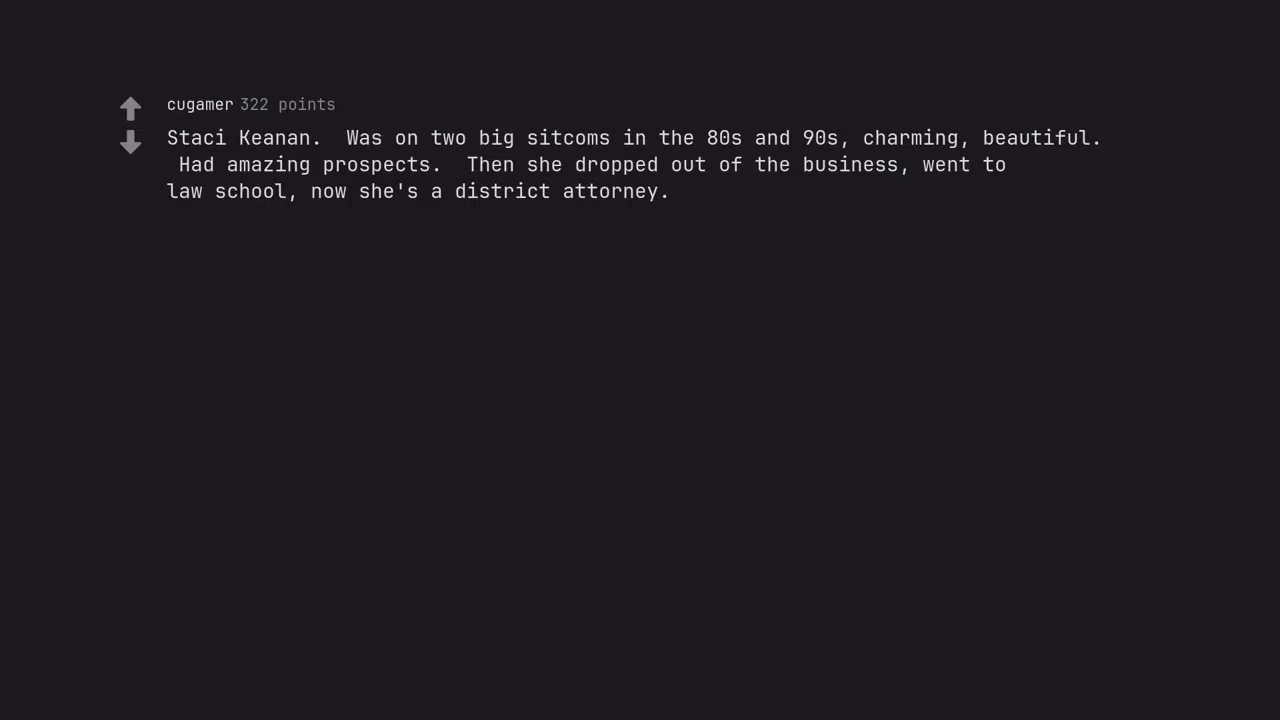 cugamer 322 points
Staci Keanan.  Was on two big sitcoms in the 80s and 90s, charming, beautiful.
 Had amazing prospects.  Then she dropped out of the business, went to
law school, now she's a district attorney.